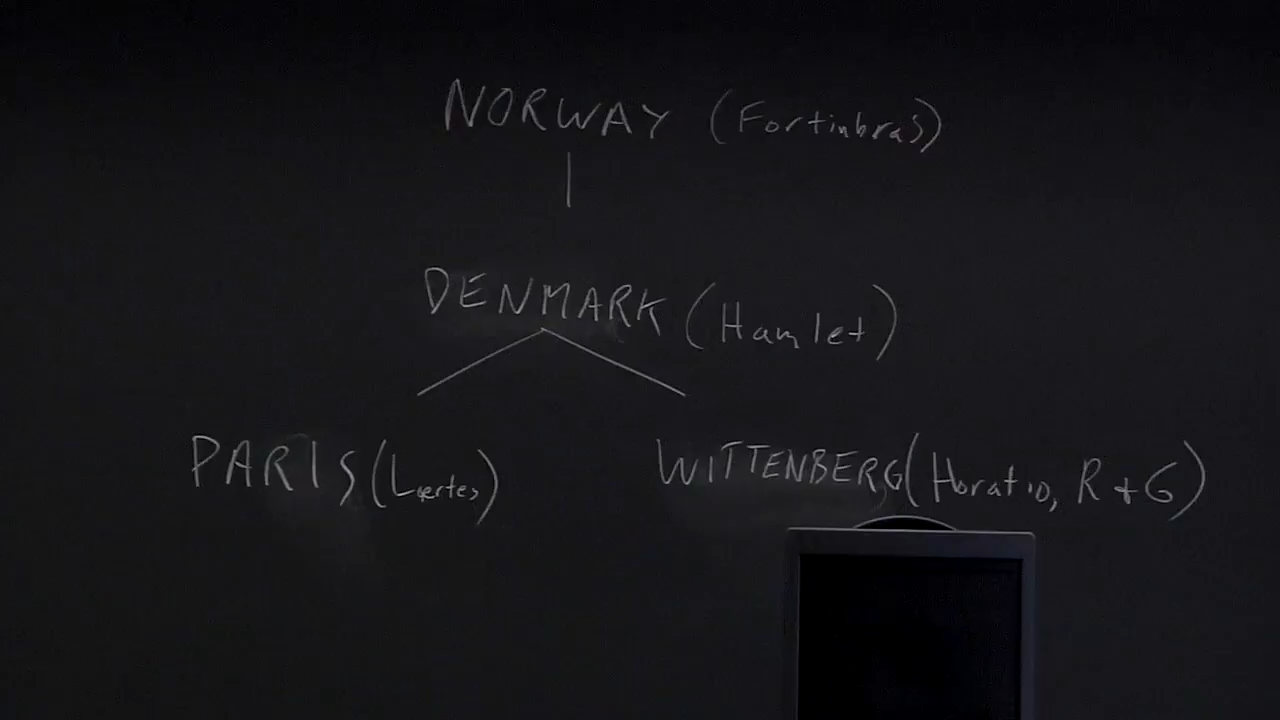 NORWAY (Fortinbras)
DENMARK (Hamlet)
PARIS (Laertes)
WITTENBERG (Horatio, R + G)